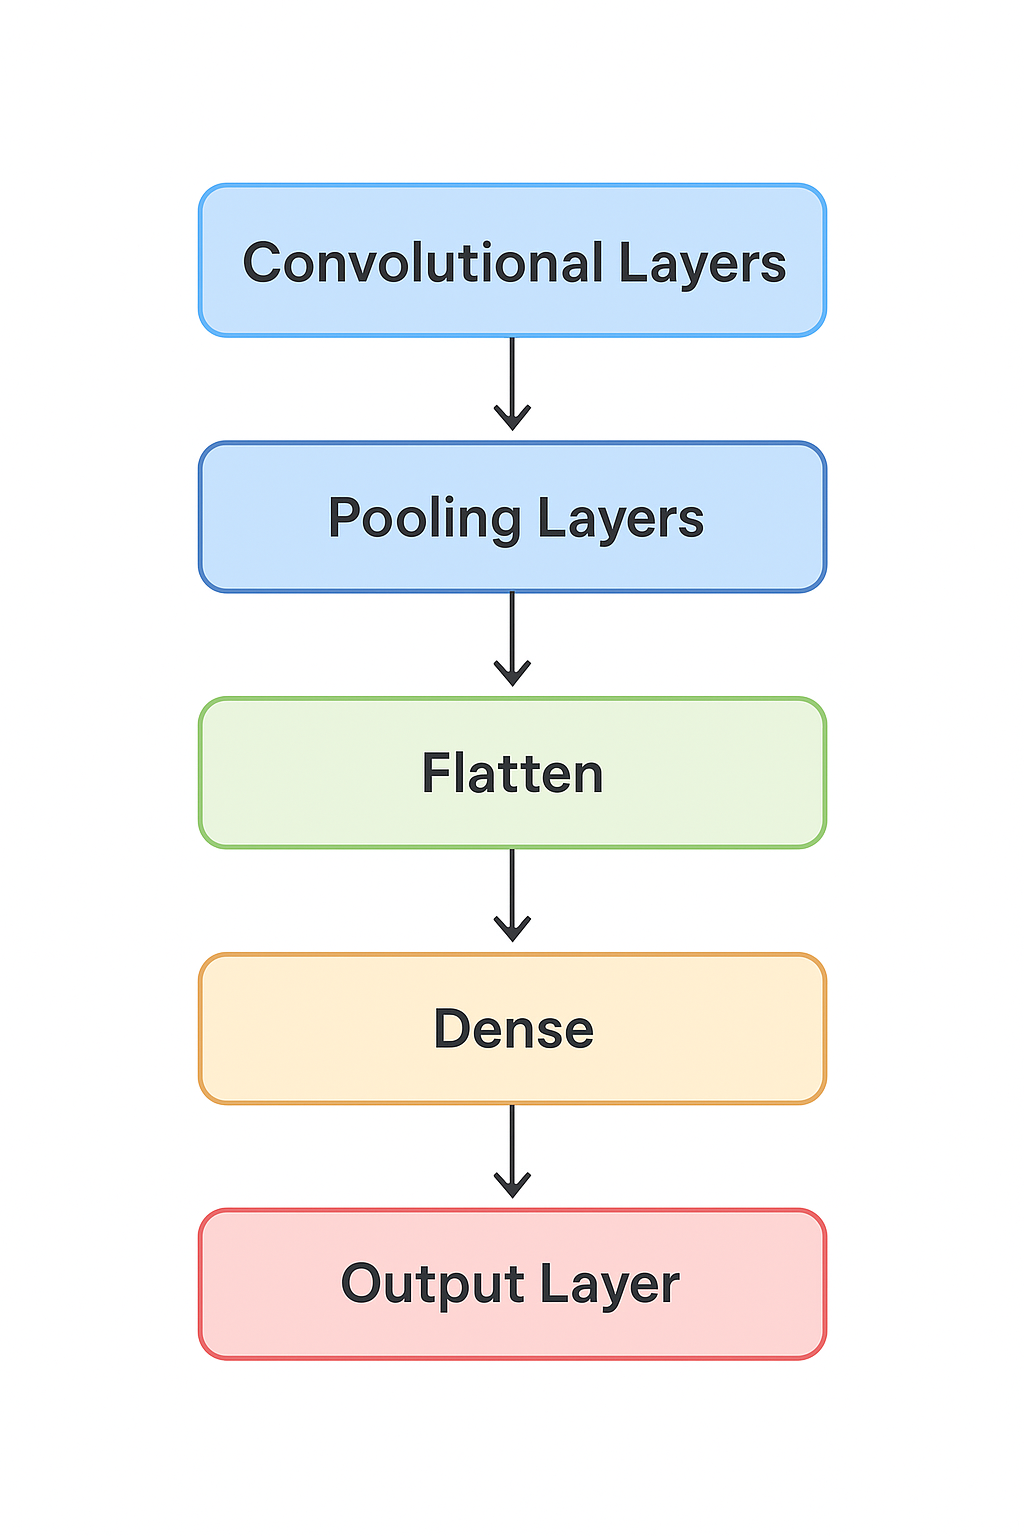 Convolutional Layers
Pooling Layers
Flatten
Dense
Output Layer